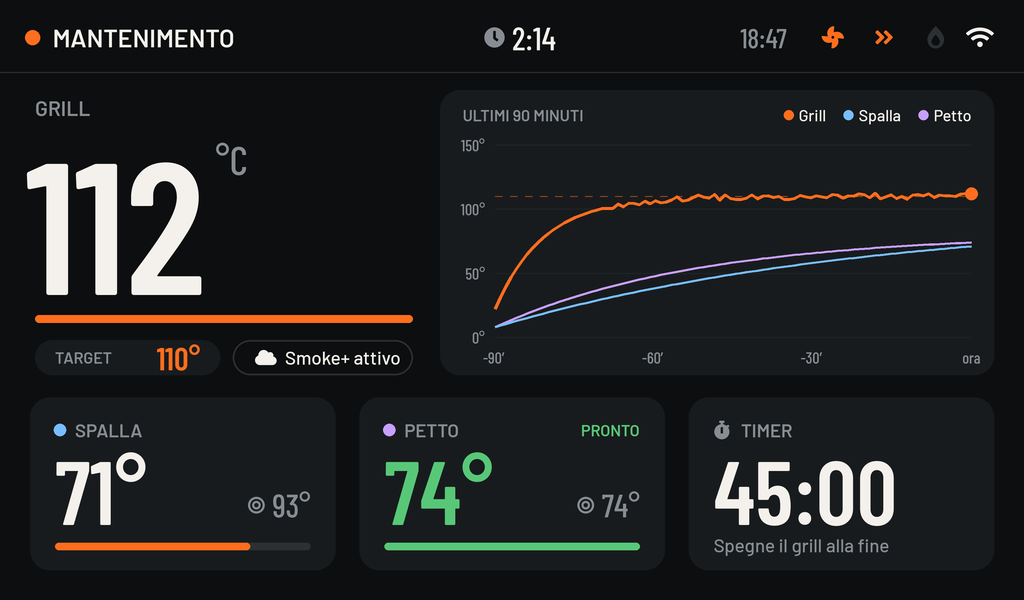 MANTENIMENTO
2:14
18:47
GRILL
112 °C
TARGET 110°
Smoke+ attivo
ULTIMI 90 MINUTI
Grill
Spalla
Petto
150°
100°
50°
0°
-90′
-60′
-30′
ora
SPALLA
71°
93°
PETTO
PRONTO
74°
74°
TIMER
45:00
Spegne il grill alla fine